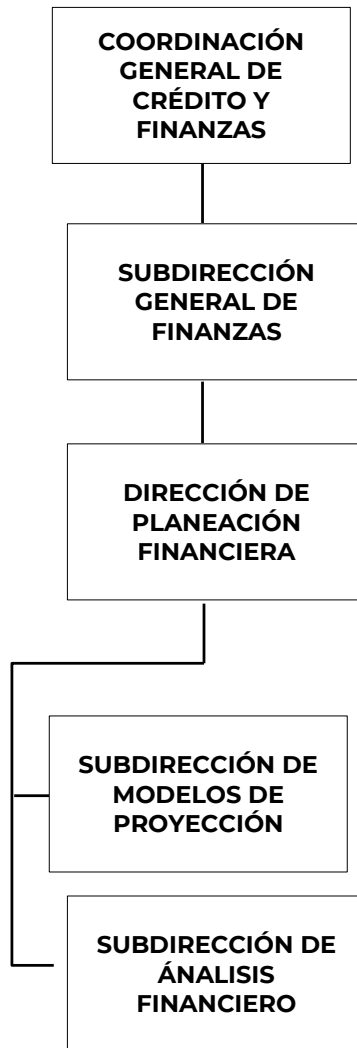 COORDINACIÓN
GENERAL DE
CRÉDITO Y
FINANZAS
SUBDIRECCIÓN
GENERAL DE
FINANZAS
DIRECCIÓN DE
PLANEACIÓN
FINANCIERA
SUBDIRECCIÓN DE
MODELOS DE
PROYECCIÓN
SUBDIRECCIÓN DE
ÁNALISIS
FINANCIERO